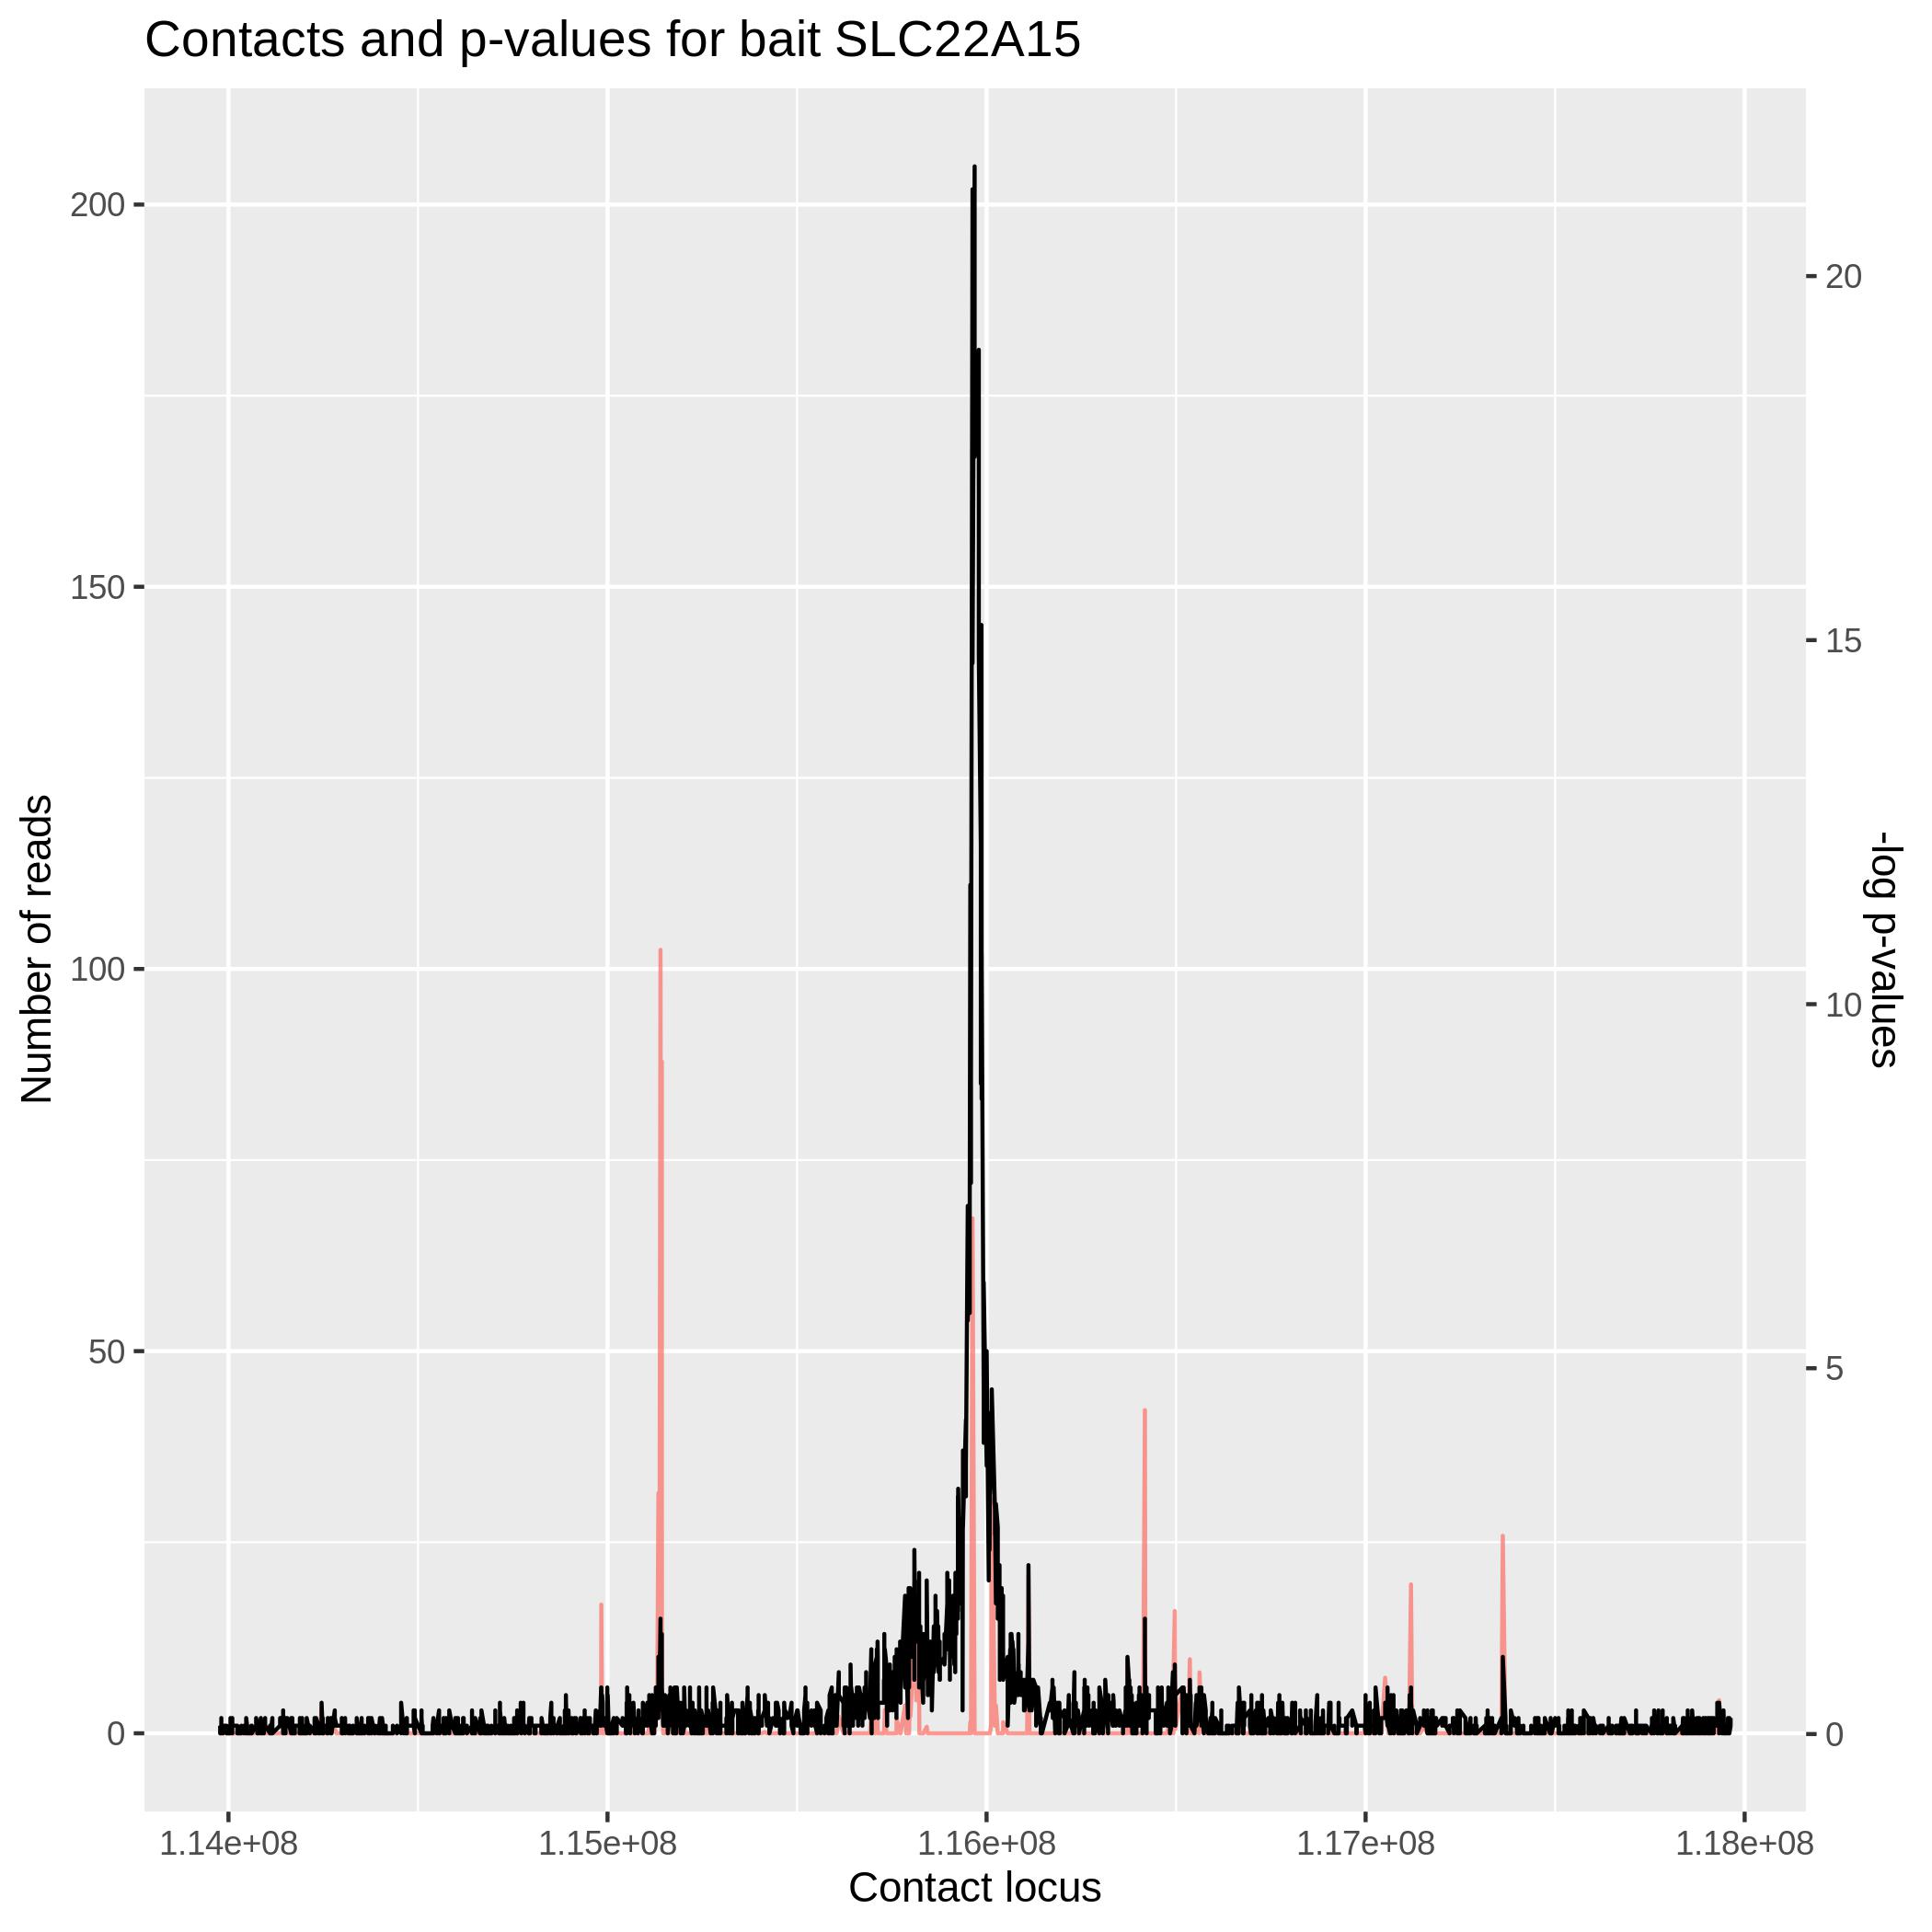 Contacts and p-values for bait SLC22A15
Number of reads
200
150
100
50
0
20
15
10
5
0
-log p-values
1.14e+08
1.15e+08
1.16e+08
1.17e+08
1.18e+08
Contact locus